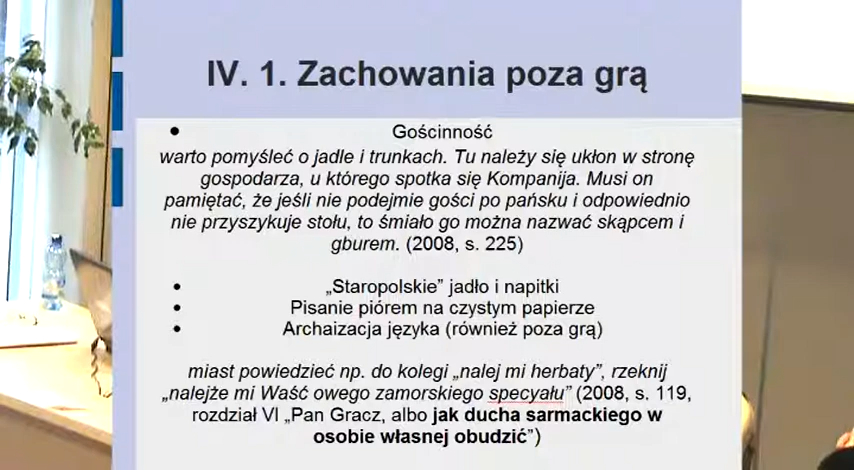 IV. 1. Zachowania poza grą
• Gościnność
warto pomyśleć o jadle i trunkach. Tu należy się ukłon w stronę
gospodarza, u którego spotka się Kompanija. Musi on
pamiętać, że jeśli nie podejmie gości po pańsku i odpowiednio
nie przyszykuje stołu, to śmiało go można nazwać skąpcem i
gburem. (2008, s. 225)
• „Staropolskie” jadło i napitki
• Pisanie piórem na czystym papierze
• Archaizacja języka (również poza grą)
miast powiedzieć np. do kolegi „nalej mi herbaty”, rzeknij
„nalejże mi Waść owego zamorskiego specyału” (2008, s. 119,
rozdział VI „Pan Gracz, albo jak ducha sarmackiego w
osobie własnej obudzić”)